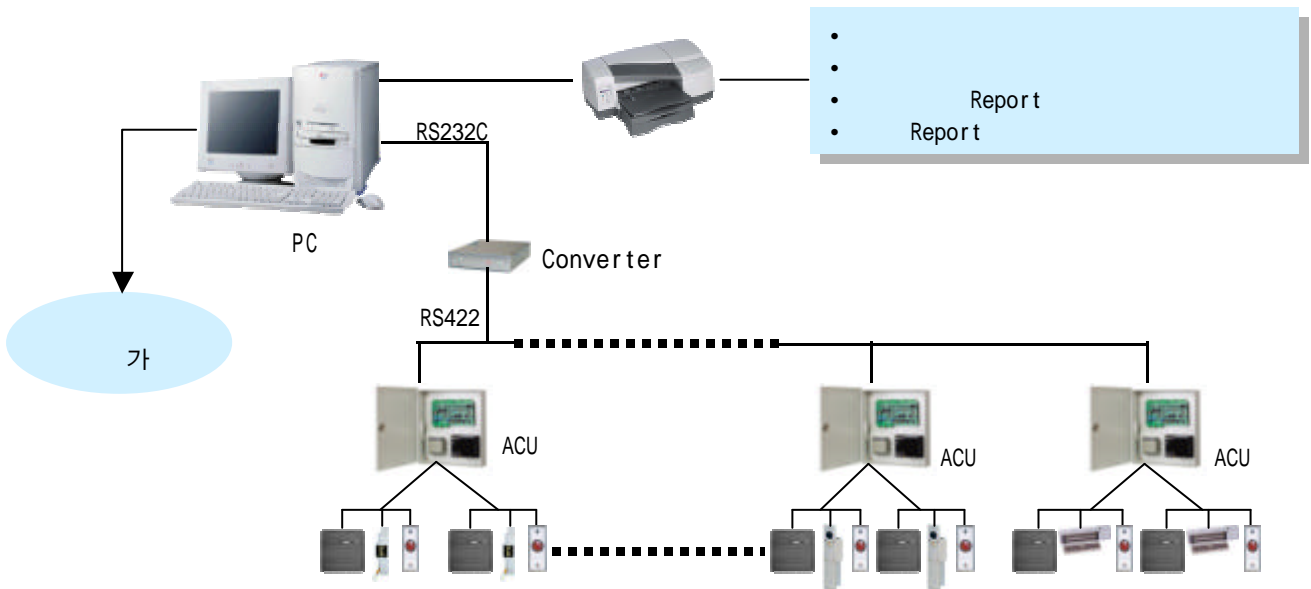 • 
• 
• Report
• Report
RS232C
PC
Converter
RS422
가
ACU
ACU
ACU